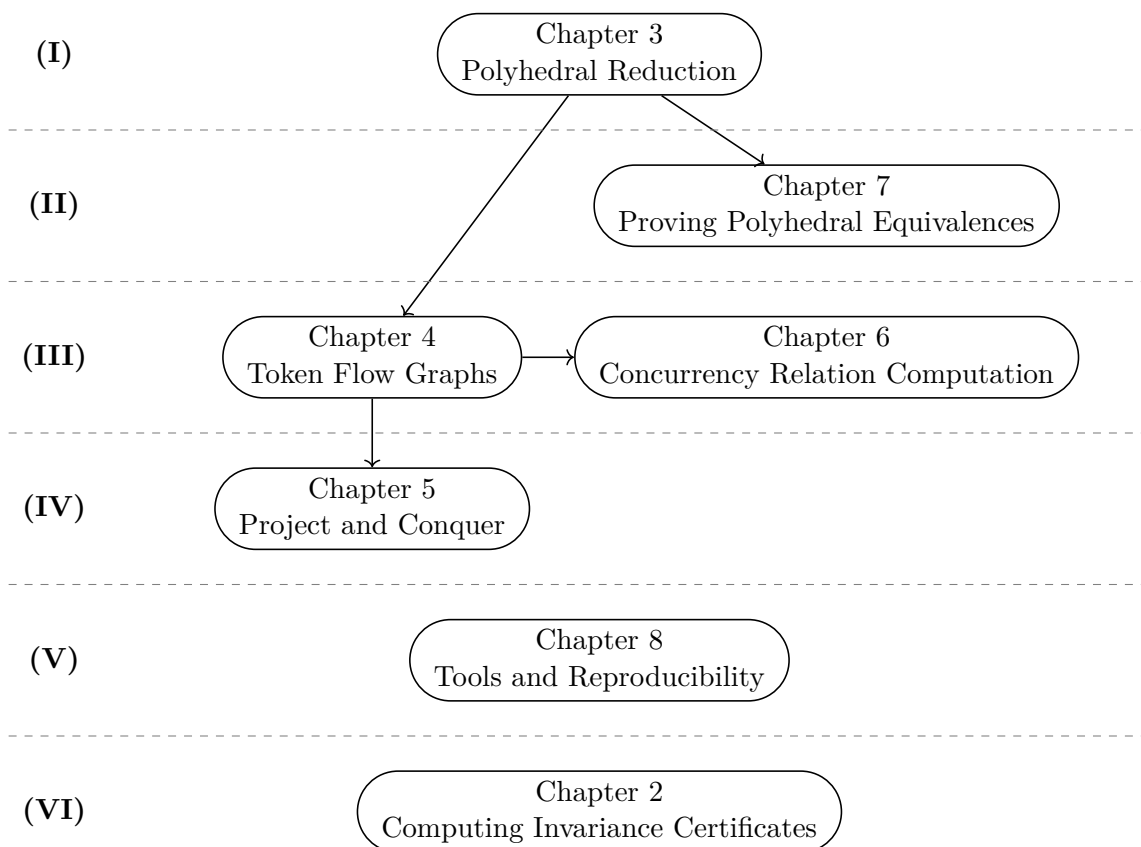 (I)
Chapter 3
Polyhedral Reduction
(II)
Chapter 7
Proving Polyhedral Equivalences
(III)
Chapter 4
Token Flow Graphs
Chapter 6
Concurrency Relation Computation
(IV)
Chapter 5
Project and Conquer
(V)
Chapter 8
Tools and Reproducibility
(VI)
Chapter 2
Computing Invariance Certificates